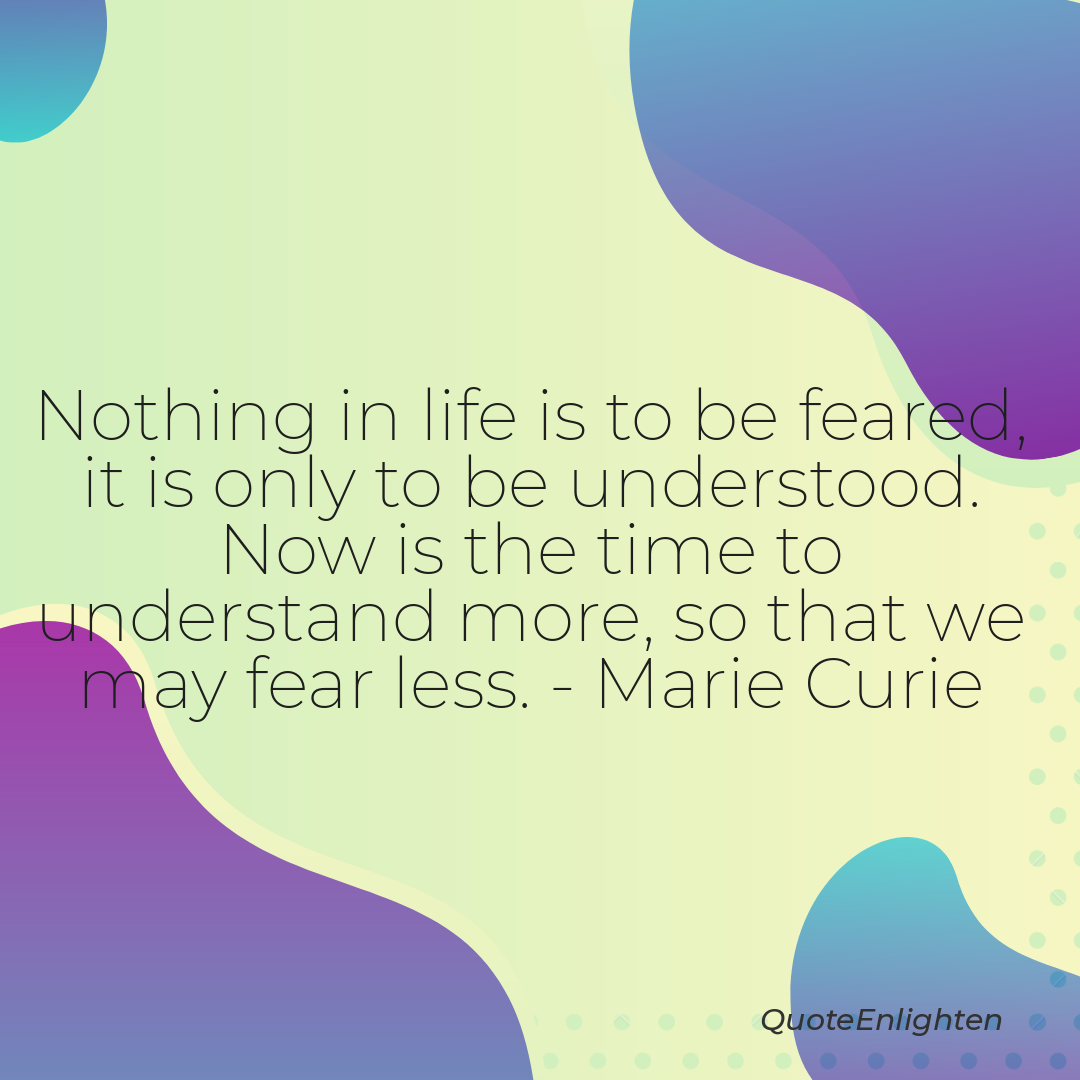 Nothing in life is to be feared,
it is only to be understood.
Now is the time to
understand more, so that we
may fear less. - Marie Curie
QuoteEnlighten